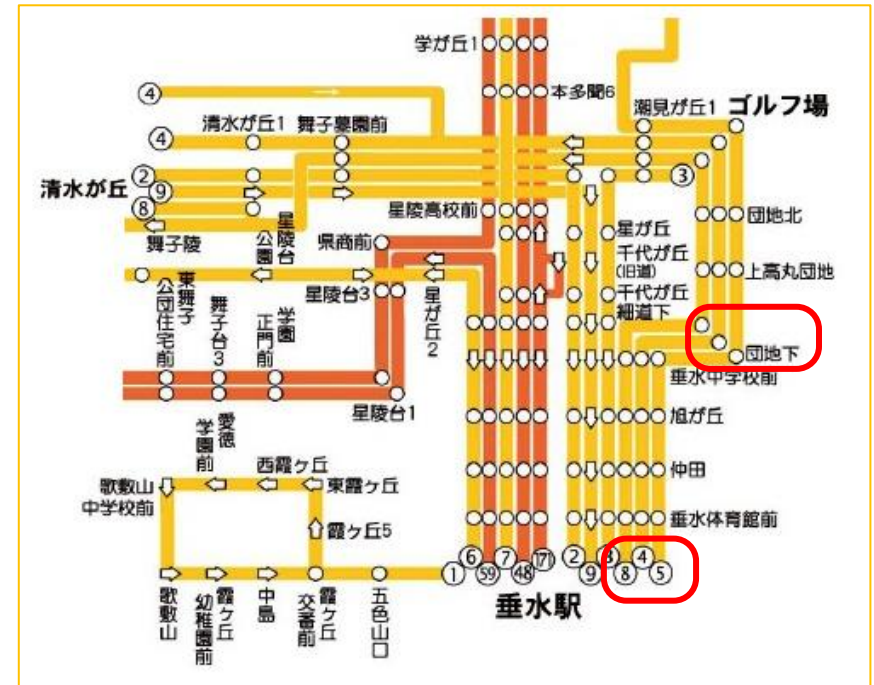 学が丘1
本多聞6
潮見が丘1
ゴルフ場
④
④
清水が丘1
舞子墓園前
②
③
清水が丘
⑨
⑧
星陵高校前
団地北
舞子陵
星陵台公園
県商前
星が丘
千代が丘
(旧道)
上高丸団地
東舞子
公団住宅前
舞子台3
学園正門前
星陵台3
星が丘2
千代が丘
細道下
団地下
垂水中学校前
星陵台1
旭が丘
愛徳学園前
西霞ヶ丘
歌敷山
中学校前
東霞ヶ丘
仲田
霞ヶ丘5
垂水体育館前
① ⑥ 59 ⑦ 48 171 ② ⑨ ③ ⑧ ④ ⑤
垂水駅
歌敷山
霞ヶ丘幼稚園前
中島
霞ヶ丘交番前
五色山口